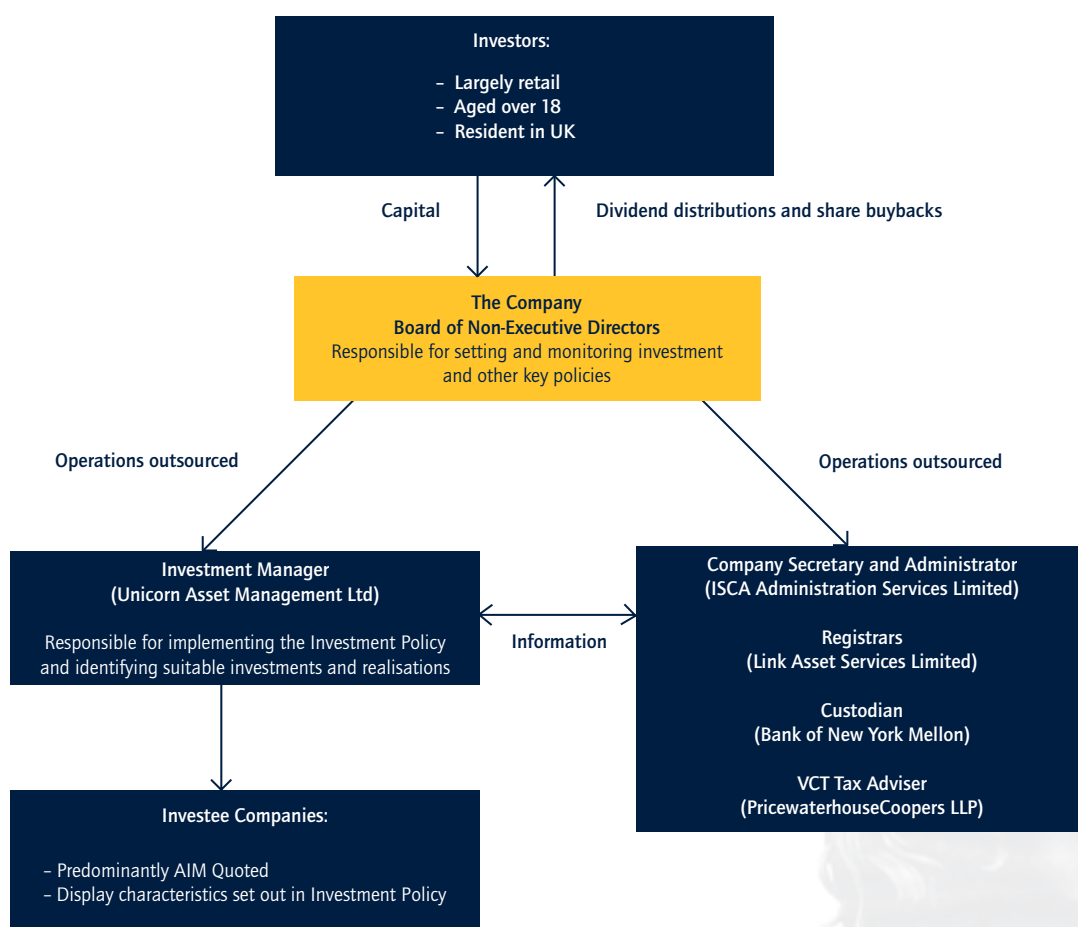 Investors:
– Largely retail
– Aged over 18
– Resident in UK
Capital
Dividend distributions and share buybacks
The Company
Board of Non-Executive Directors
Responsible for setting and monitoring investment
and other key policies
Operations outsourced
Operations outsourced
Investment Manager
(Unicorn Asset Management Ltd)
Responsible for implementing the Investment Policy
and identifying suitable investments and realisations
Information
Company Secretary and Administrator
(ISCA Administration Services Limited)
Registrars
(Link Asset Services Limited)
Custodian
(Bank of New York Mellon)
VCT Tax Adviser
(PricewaterhouseCoopers LLP)
Investee Companies:
– Predominantly AIM Quoted
– Display characteristics set out in Investment Policy